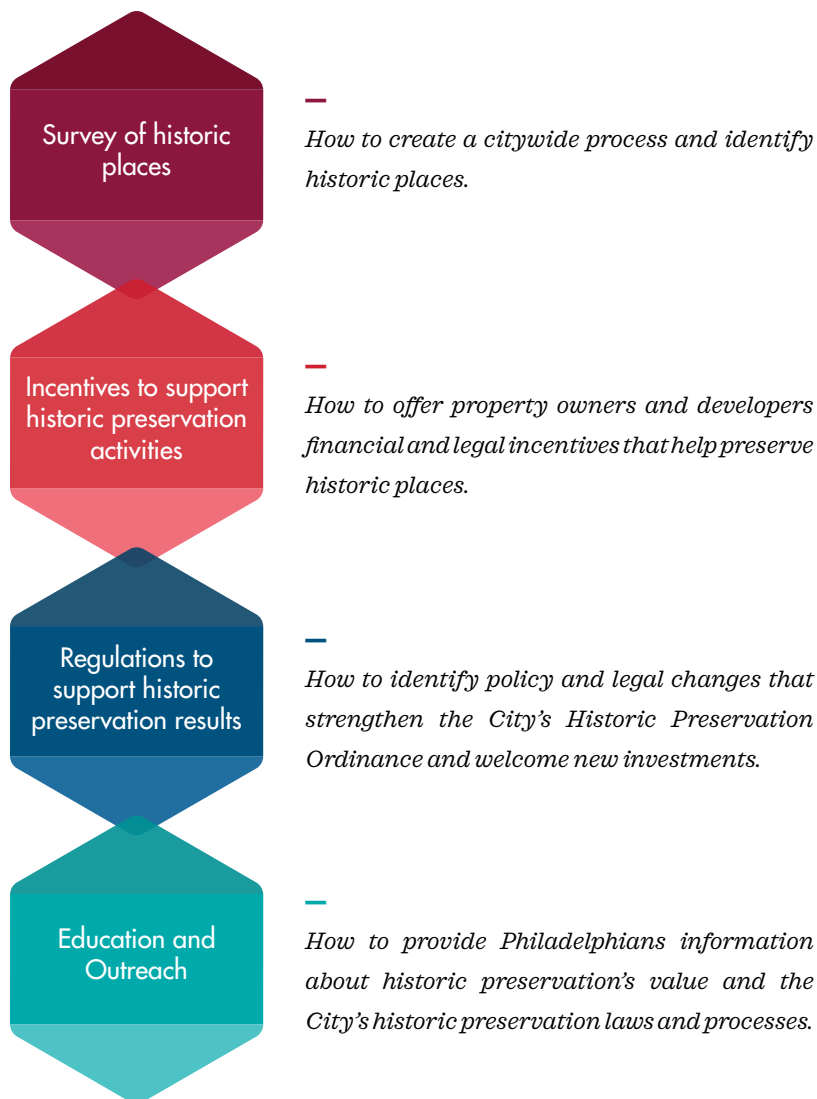 Survey of historic
places
How to create a citywide process and identify
historic places.
Incentives to support
historic preservation
activities
How to offer property owners and developers
financial and legal incentives that help preserve
historic places.
Regulations to
support historic
preservation results
How to identify policy and legal changes that
strengthen the City’s Historic Preservation
Ordinance and welcome new investments.
Education and
Outreach
How to provide Philadelphians information
about historic preservation’s value and the
City’s historic preservation laws and processes.